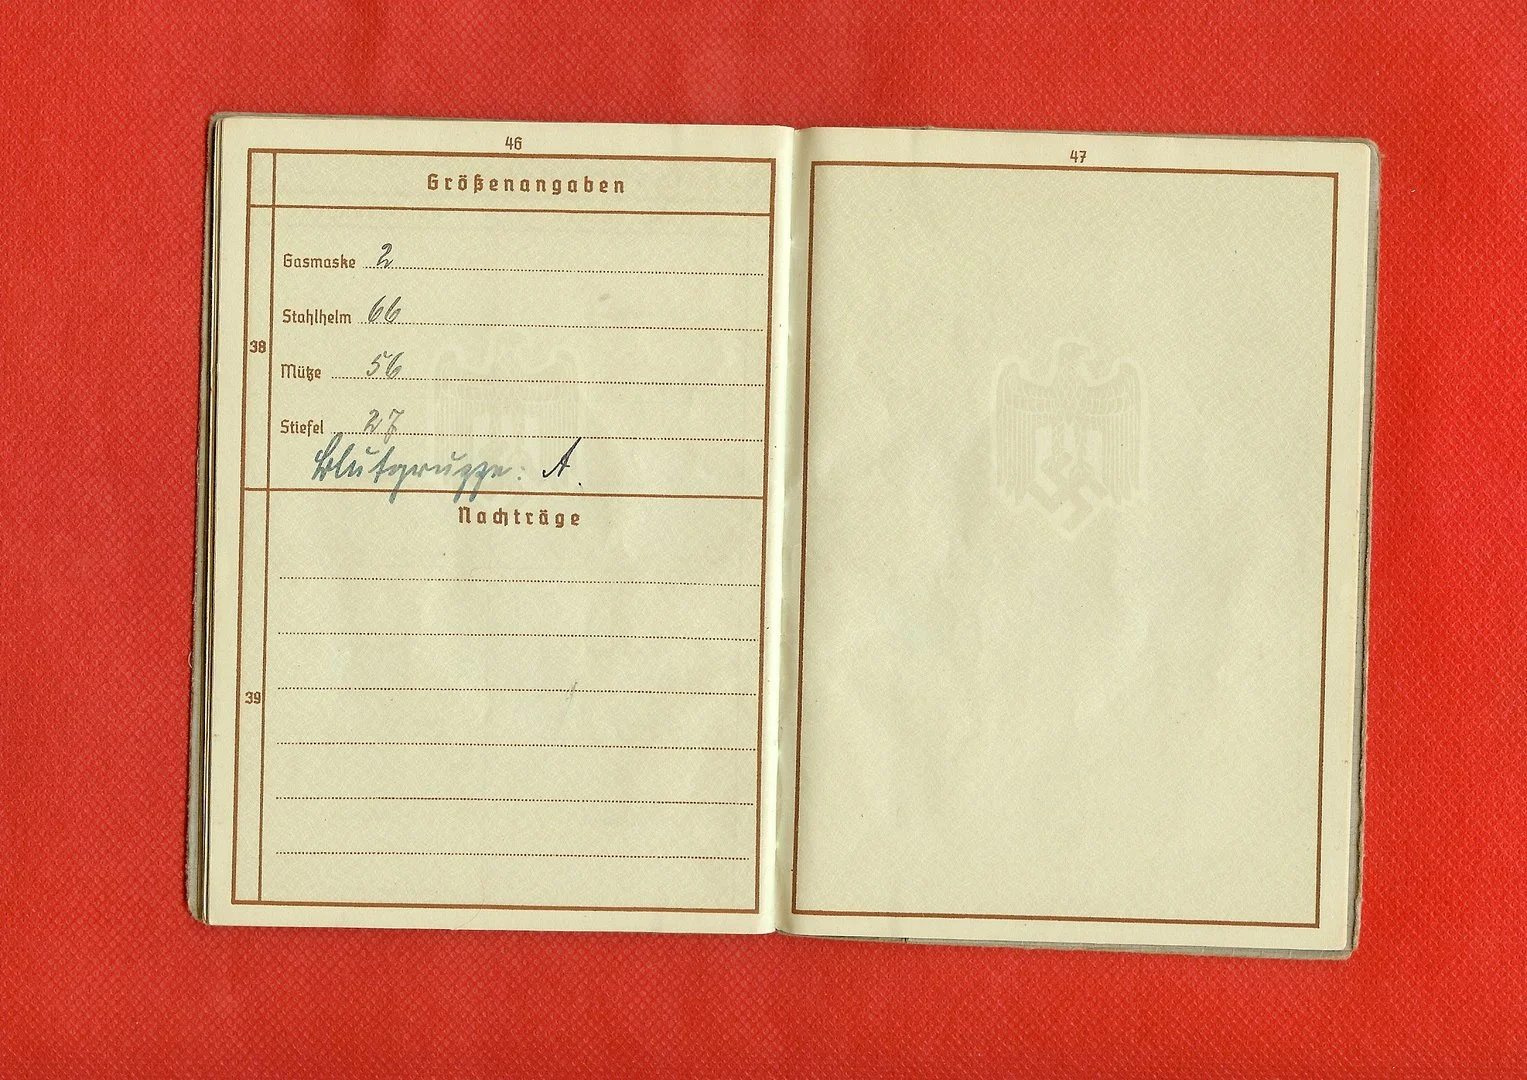 46
Größenangaben
38
Gasmaske 2
Stahlhelm 66
Mütze 56
Stiefel 27
Blutgruppe: A.
39
Nachträge
47